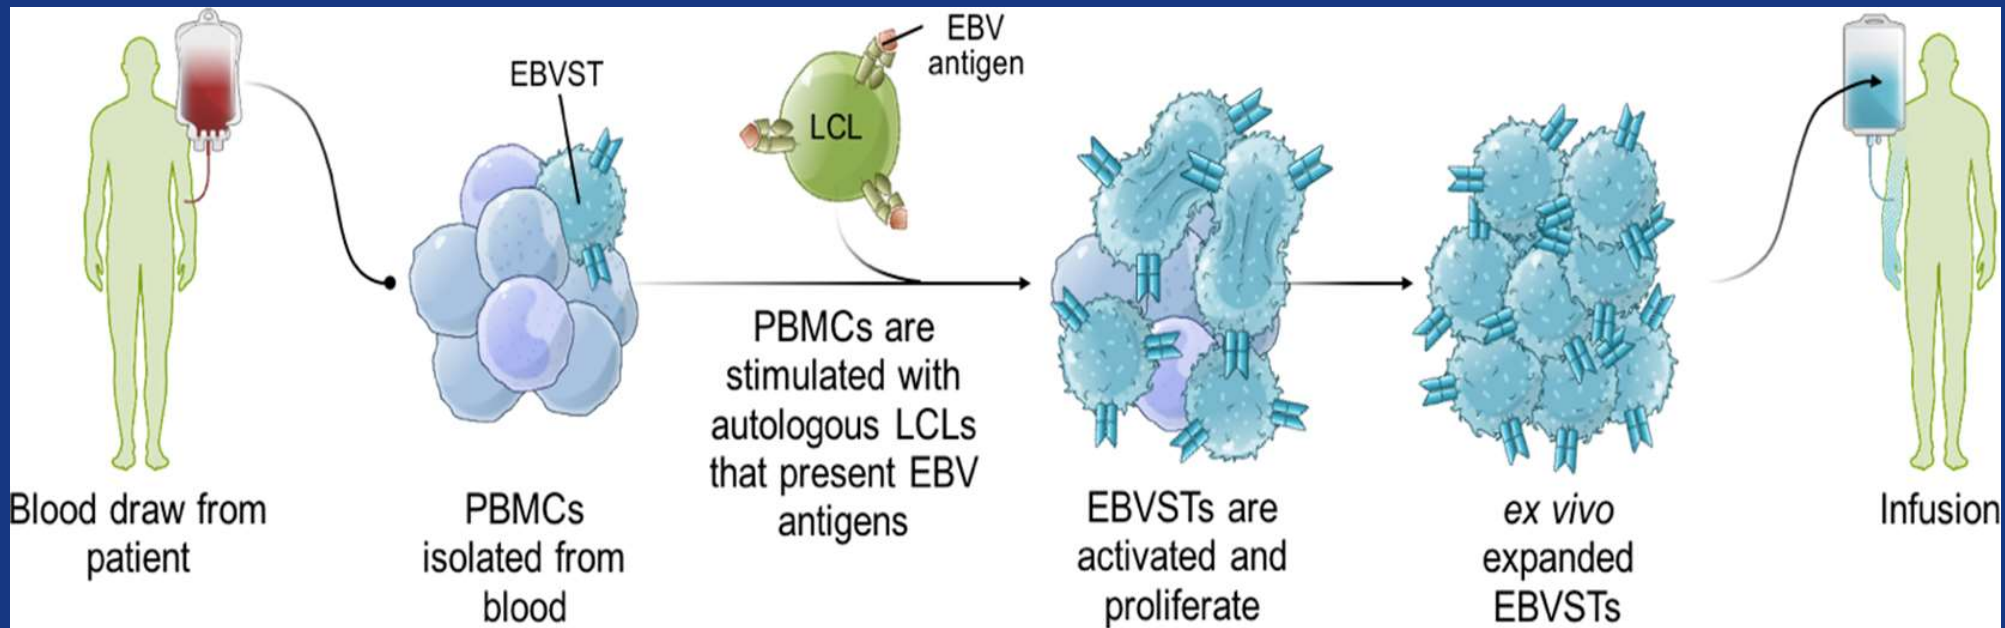 EBV
antigen
EBVST
LCL
PBMCs are
stimulated with
autologous LCLs
that present EBV
antigens
Blood draw from
patient
PBMCs
isolated from
blood
EBVSTs are
activated and
proliferate
ex vivo
expanded
EBVSTs
Infusion